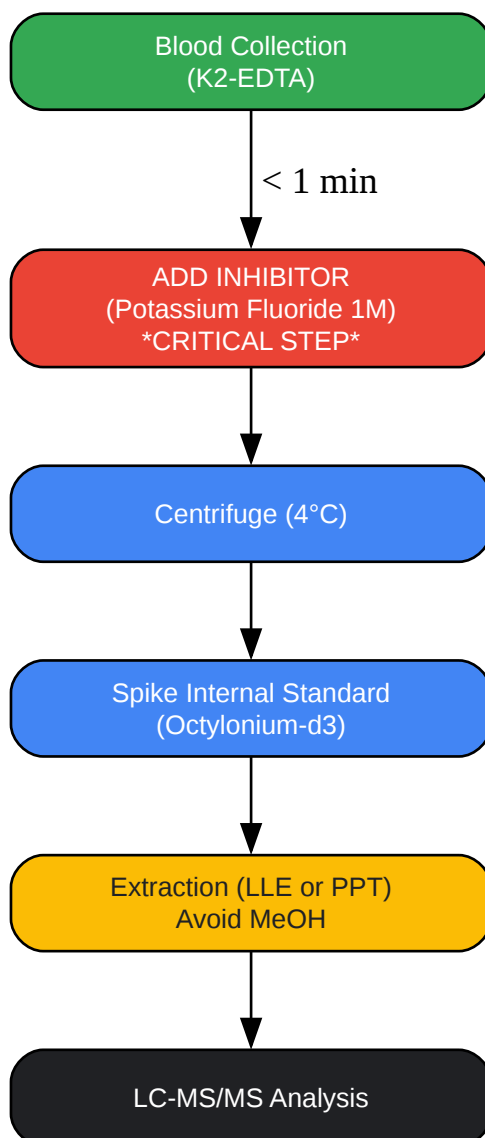 Blood Collection
(K2-EDTA)
< 1 min
ADD INHIBITOR
(Potassium Fluoride 1M)
*CRITICAL STEP*
Centrifuge (4°C)
Spike Internal Standard
(Octylonium-d3)
Extraction (LLE or PPT)
Avoid MeOH
LC-MS/MS Analysis